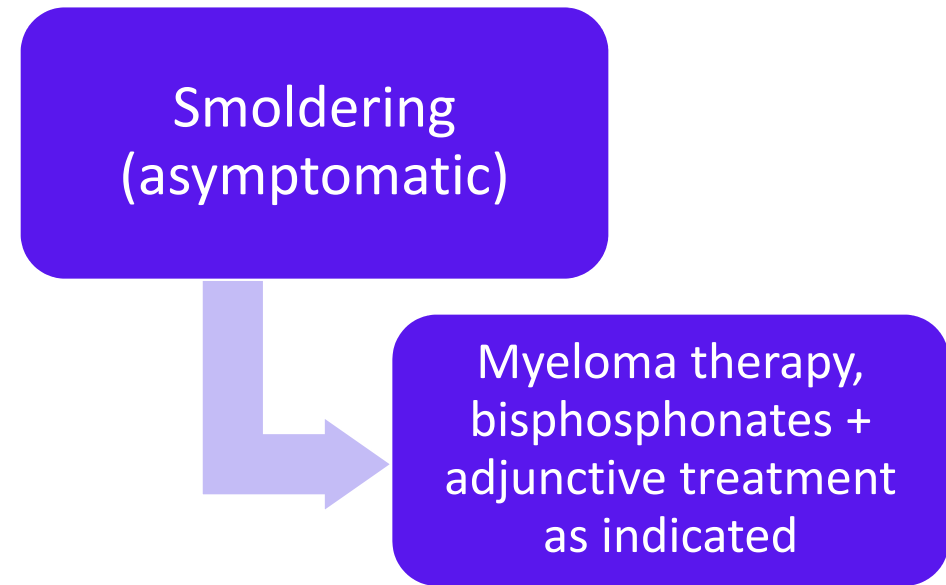 Smoldering
(asymptomatic)
Myeloma therapy,
bisphosphonates +
adjunctive treatment
as indicated